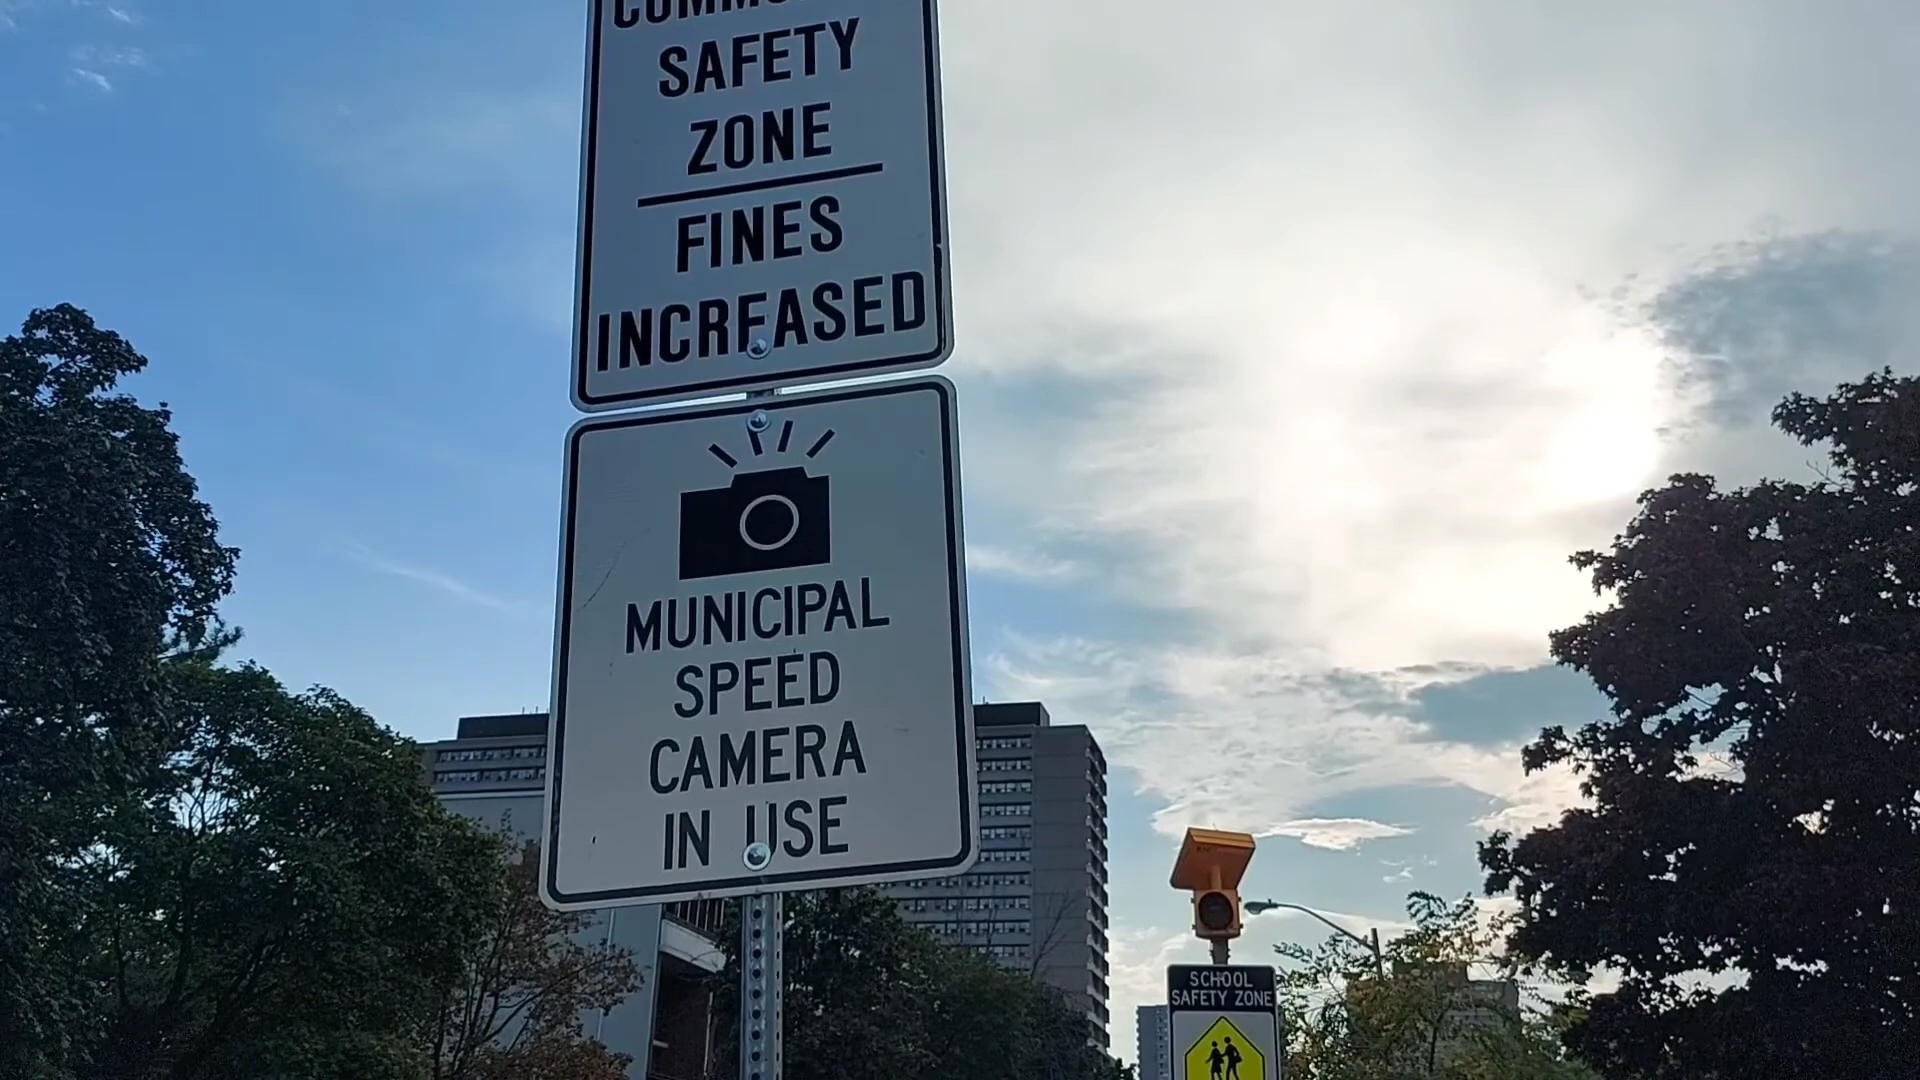 SAFETY
ZONE
FINES
INCREASED
MUNICIPAL
SPEED
CAMERA
IN USE
SCHOOL
SAFETY ZONE